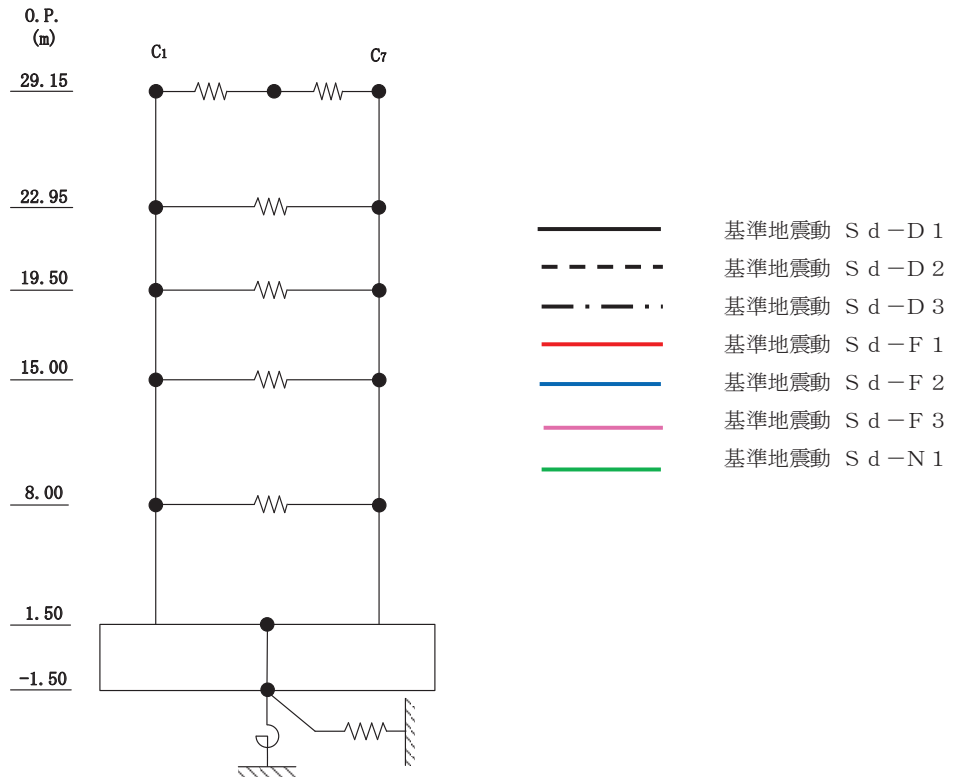 O.P.
(m)
C1
C7
29.15
22.95
19.50
15.00
8.00
1.50
-1.50
基準地震動 Ｓｄ－Ｄ１
基準地震動 Ｓｄ－Ｄ２
基準地震動 Ｓｄ－Ｄ３
基準地震動 Ｓｄ－Ｆ１
基準地震動 Ｓｄ－Ｆ２
基準地震動 Ｓｄ－Ｆ３
基準地震動 Ｓｄ－Ｎ１